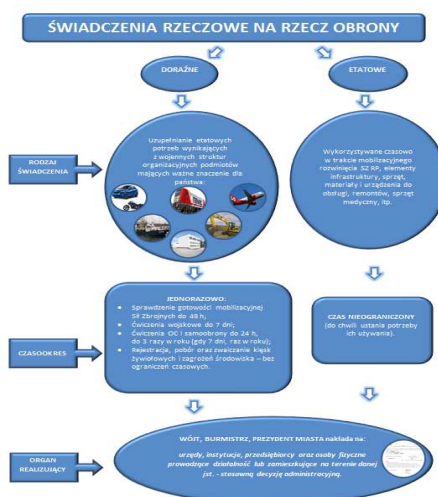 ŚWIADCZENIA RZECZOWE NA RZECZ OBRONY
DORAŹNE
ETATOWE
RODZAJ
ŚWIADCZENIA
Uzupełnianie etatowych
potrzeb wynikających
z wojennych struktur
organizacyjnych podmiotów
mających ważne znaczenie dla
państwa:
Wykorzystywane czasowo
w trakcie mobilizacyjnego
rozwinięcia SZ RP, elementy
infrastruktury, sprzęt,
materiały i urządzenia do
obsługi, remontów, sprzęt
medyczny, itp.
CZASOOKRES
JEDNORAZOWO:
• Sprawdzenie gotowości mobilizacyjnej
Sił Zbrojnych do 48 h;
• Ćwiczenia wojskowe do 7 dni;
• Ćwiczenia OC i samoobrony do 24 h,
do 3 razy w roku (gdy 7 dni, raz w roku);
• Rejestracja, pobór oraz zwalczanie klęsk
żywiołowych i zagrożeń środowiska – bez
ograniczeń czasowych.
CZAS NIEOGRANICZONY
(do chwili ustania potrzeby
ich używania).
ORGAN
REALIZUJĄCY
WÓJT, BURMISTRZ, PREZYDENT MIASTA nakłada na:
urzędy, instytucje, przedsiębiorcy oraz osoby fizyczne
prowadzące działalność lub zamieszkujące na terenie danej
jst. - stosowną decyzję administracyjną.